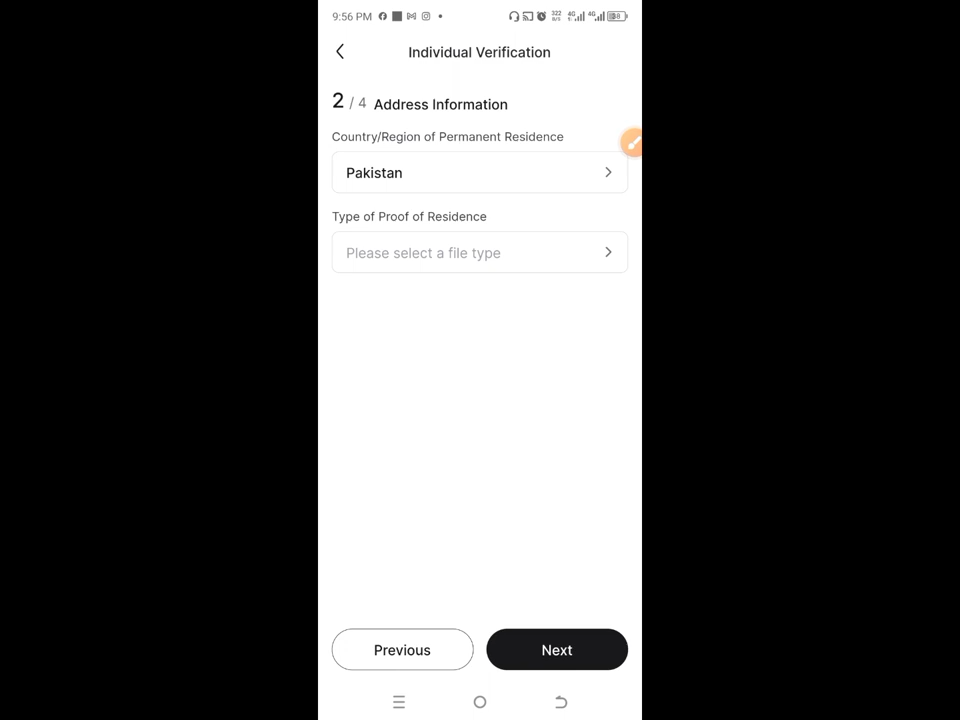 9:56 PM
Individual Verification
2 / 4 Address Information
Country/Region of Permanent Residence
Pakistan
Type of Proof of Residence
Please select a file type
Previous
Next